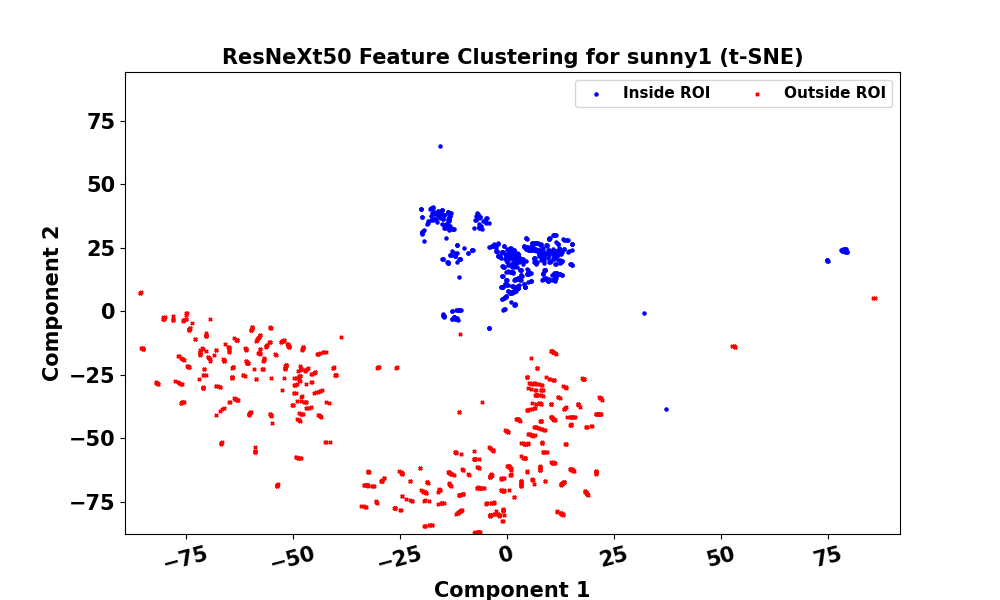 ResNeXt50 Feature Clustering for sunny1 (t-SNE)
Inside ROI
Outside ROI
Component 2
75
50
25
0
−25
−50
−75
−75
−50
−25
0
25
50
75
Component 1